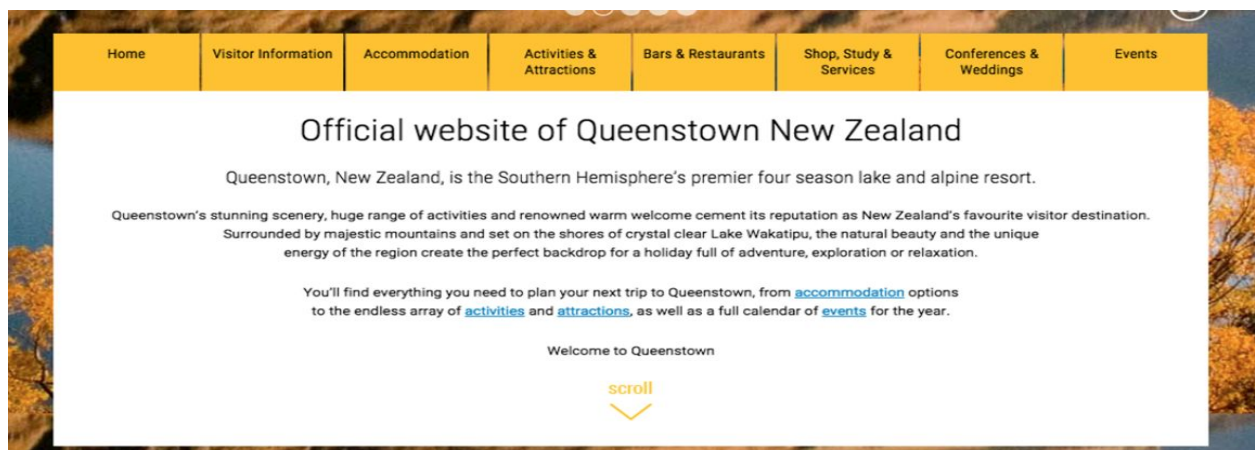 Home
Visitor Information
Accommodation
Activities &
Attractions
Bars & Restaurants
Shop, Study &
Services
Conferences &
Weddings
Events
Official website of Queenstown New Zealand
Queenstown, New Zealand, is the Southern Hemisphere's premier four season lake and alpine resort.
Queenstown's stunning scenery, huge range of activities and renowned warm welcome cement its reputation as New Zealand's favourite visitor destination.
Surrounded by majestic mountains and set on the shores of crystal clear Lake Wakatipu, the natural beauty and the unique
energy of the region create the perfect backdrop for a holiday full of adventure, exploration or relaxation.
You'll find everything you need to plan your next trip to Queenstown, from accommodation options
to the endless array of activities and attractions, as well as a full calendar of events for the year.
Welcome to Queenstown
scroll